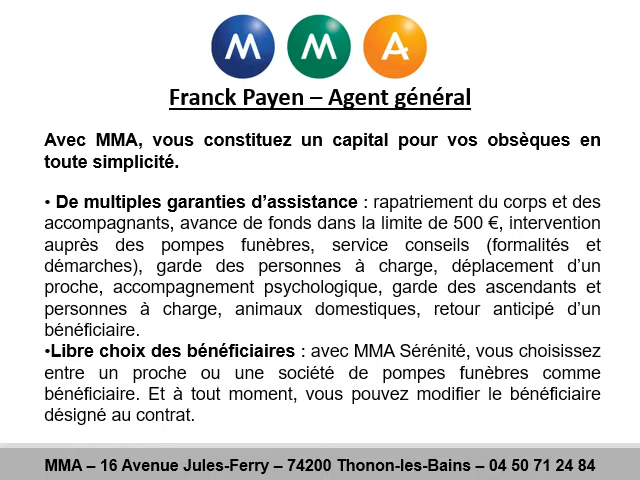 M M A
Franck Payen – Agent général
Avec MMA, vous constituez un capital pour vos obsèques en
toute simplicité.
• De multiples garanties d’assistance : rapatriement du corps et des
accompagnants, avance de fonds dans la limite de 500 €, intervention
auprès des pompes funèbres, service conseils (formalités et
démarches), garde des personnes à charge, déplacement d’un
proche, accompagnement psychologique, garde des ascendants et
personnes à charge, animaux domestiques, retour anticipé d’un
bénéficiaire.
•Libre choix des bénéficiaires : avec MMA Sérénité, vous choisissez
entre un proche ou une société de pompes funèbres comme
bénéficiaire. Et à tout moment, vous pouvez modifier le bénéficiaire
désigné au contrat.
MMA – 16 Avenue Jules-Ferry – 74200 Thonon-les-Bains – 04 50 71 24 84